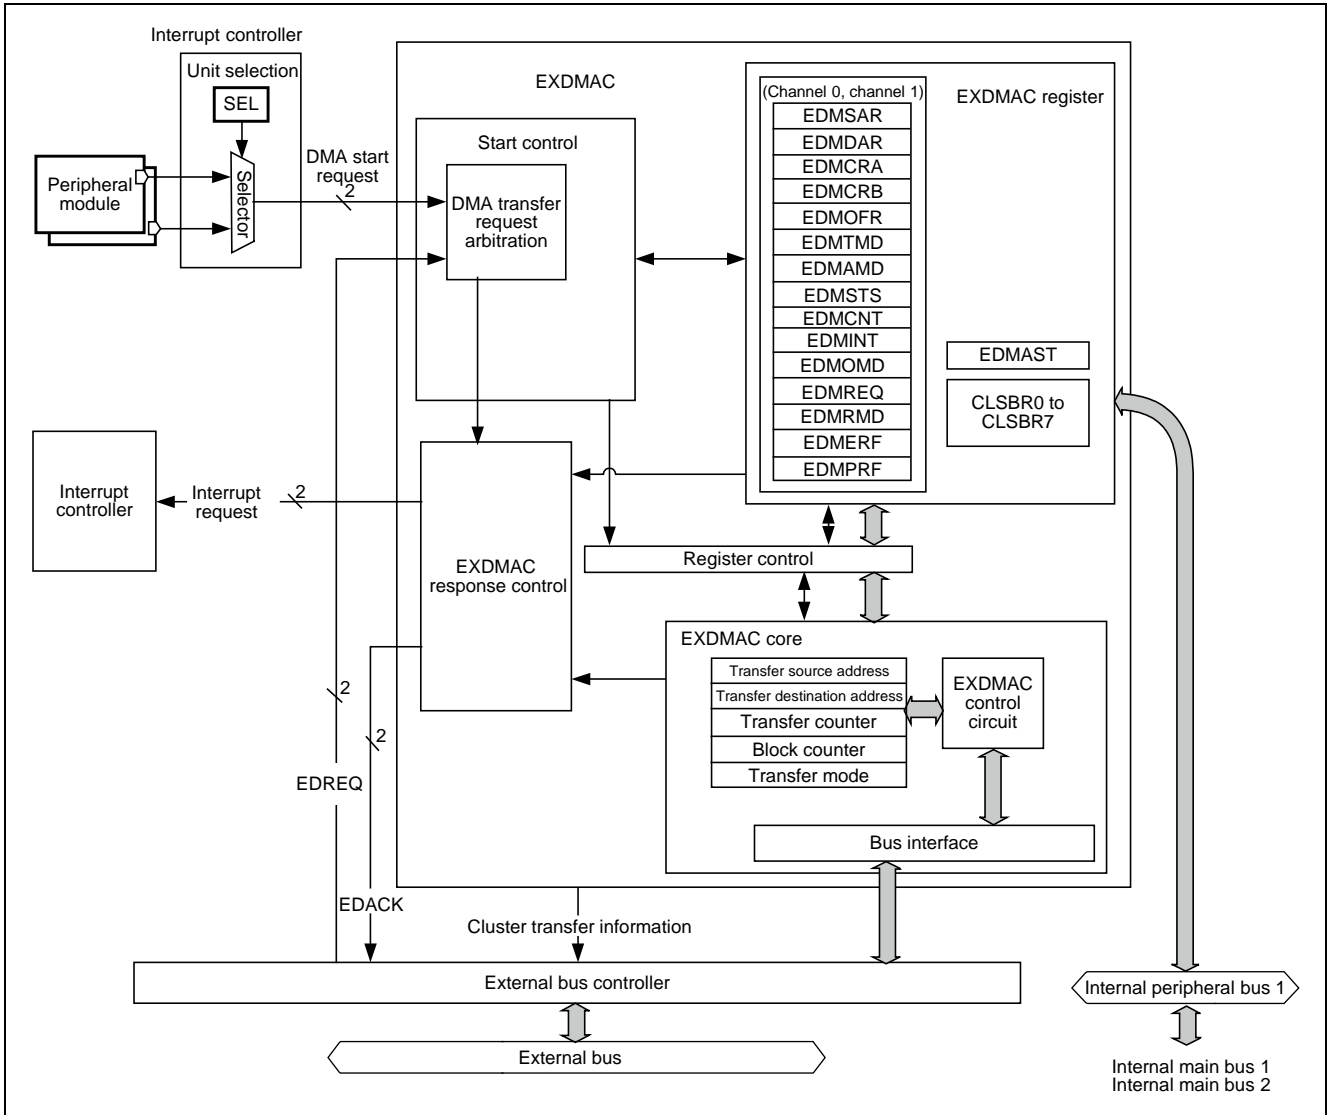 Interrupt controller
Unit selection
SEL
Selector
Peripheral
module
DMA start
request
2
EXDMAC
Start control
DMA transfer
request
arbitration
(Channel 0, channel 1)
EDMSAR
EDMDAR
EDMCRA
EDMCRB
EDMOFR
EDMTMD
EDMAMD
EDMSTS
EDMCNT
EDMINT
EDMOMD
EDMREQ
EDMRMD
EDMERF
EDMPRF
EXDMAC register
EDMAST
CLSBR0 to
CLSBR7
Interrupt
controller
Interrupt
request
2
EXDMAC
response control
Register control
EXDMAC core
Transfer source address
Transfer destination address
Transfer counter
Block counter
Transfer mode
EXDMAC
control
circuit
Bus interface
2
2
EDREQ
EDACK
Cluster transfer information
External bus controller
External bus
Internal peripheral bus 1
Internal main bus 1
Internal main bus 2